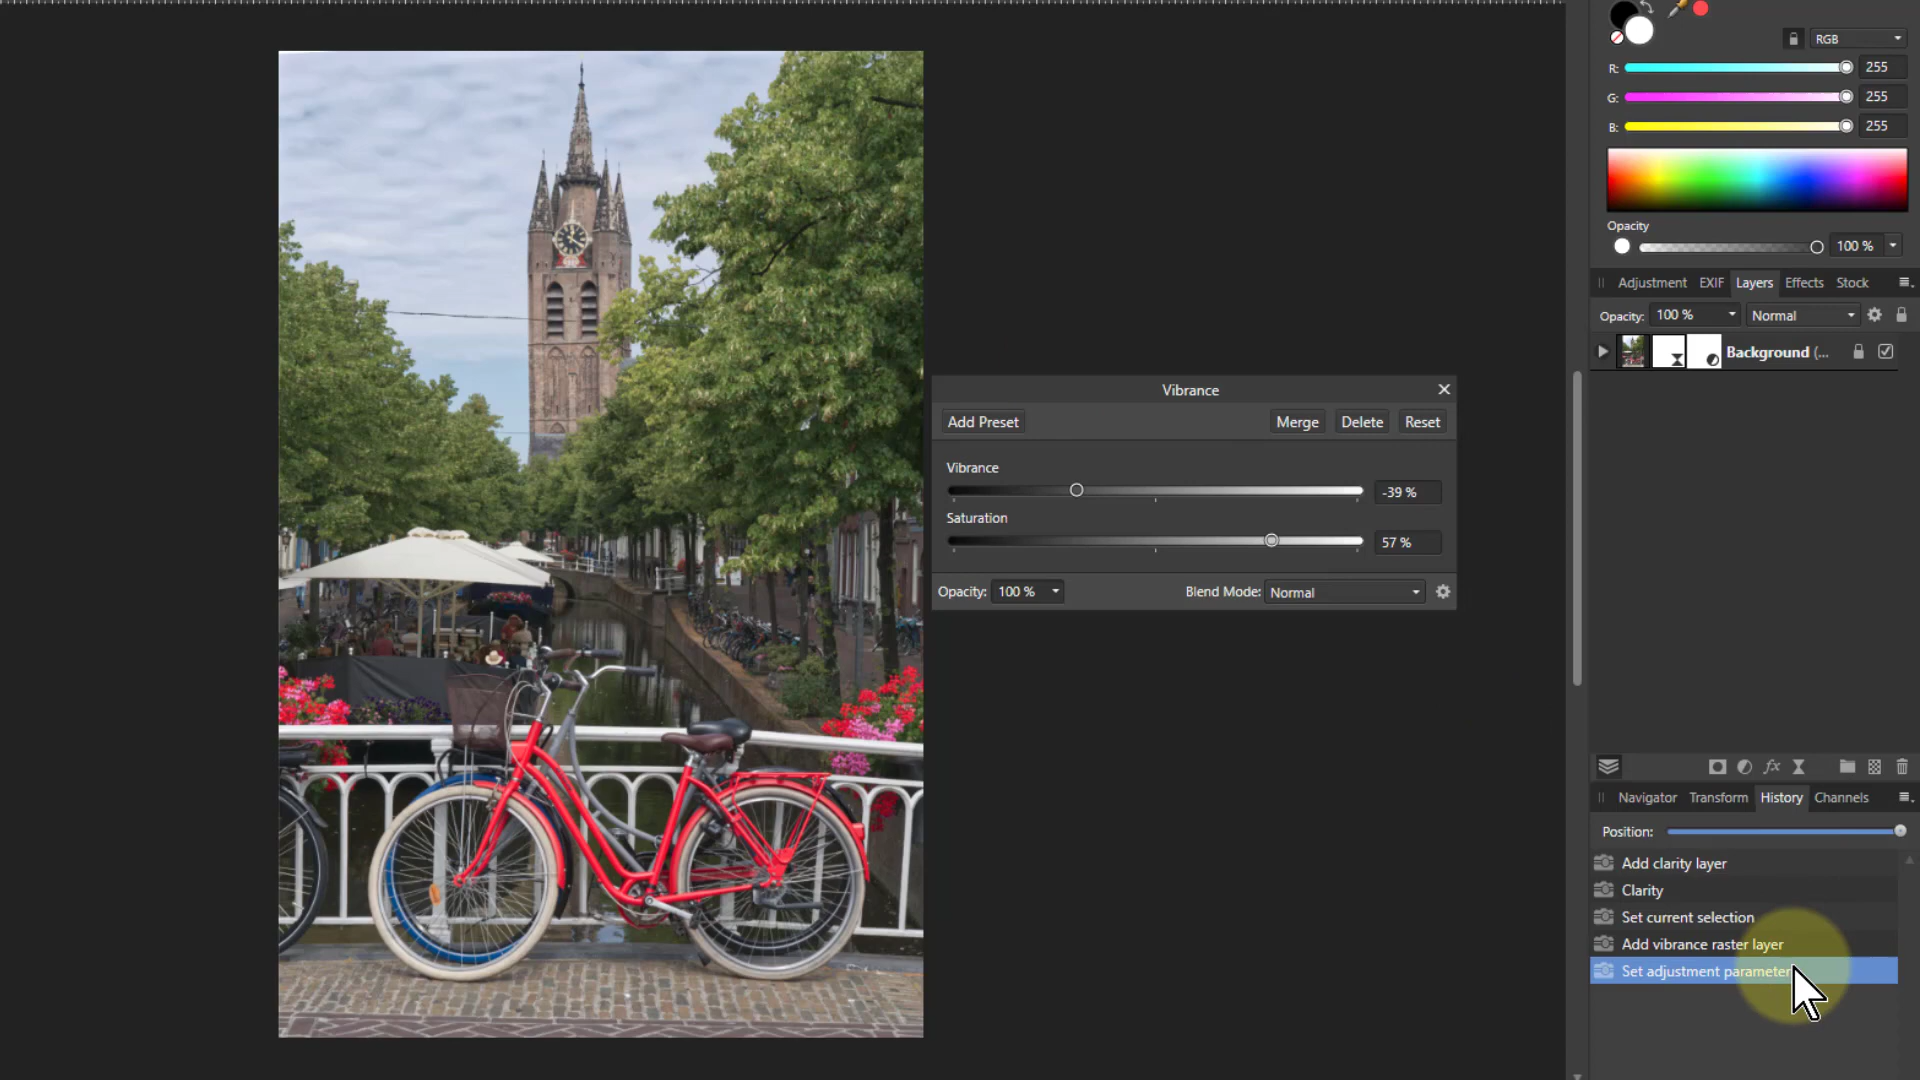 RGB
R: 255
G: 255
B: 255
Opacity
100 %
Adjustment EXIF Layers Effects Stock
Opacity: 100 % Normal
Background (...
Vibrance
Add Preset Merge Delete Reset
Vibrance
-39 %
Saturation
57 %
Opacity: 100 % Blend Mode: Normal
fx
Navigator Transform History Channels
Position:
Add clarity layer
Clarity
Set current selection
Add vibrance raster layer
Set adjustment parameter